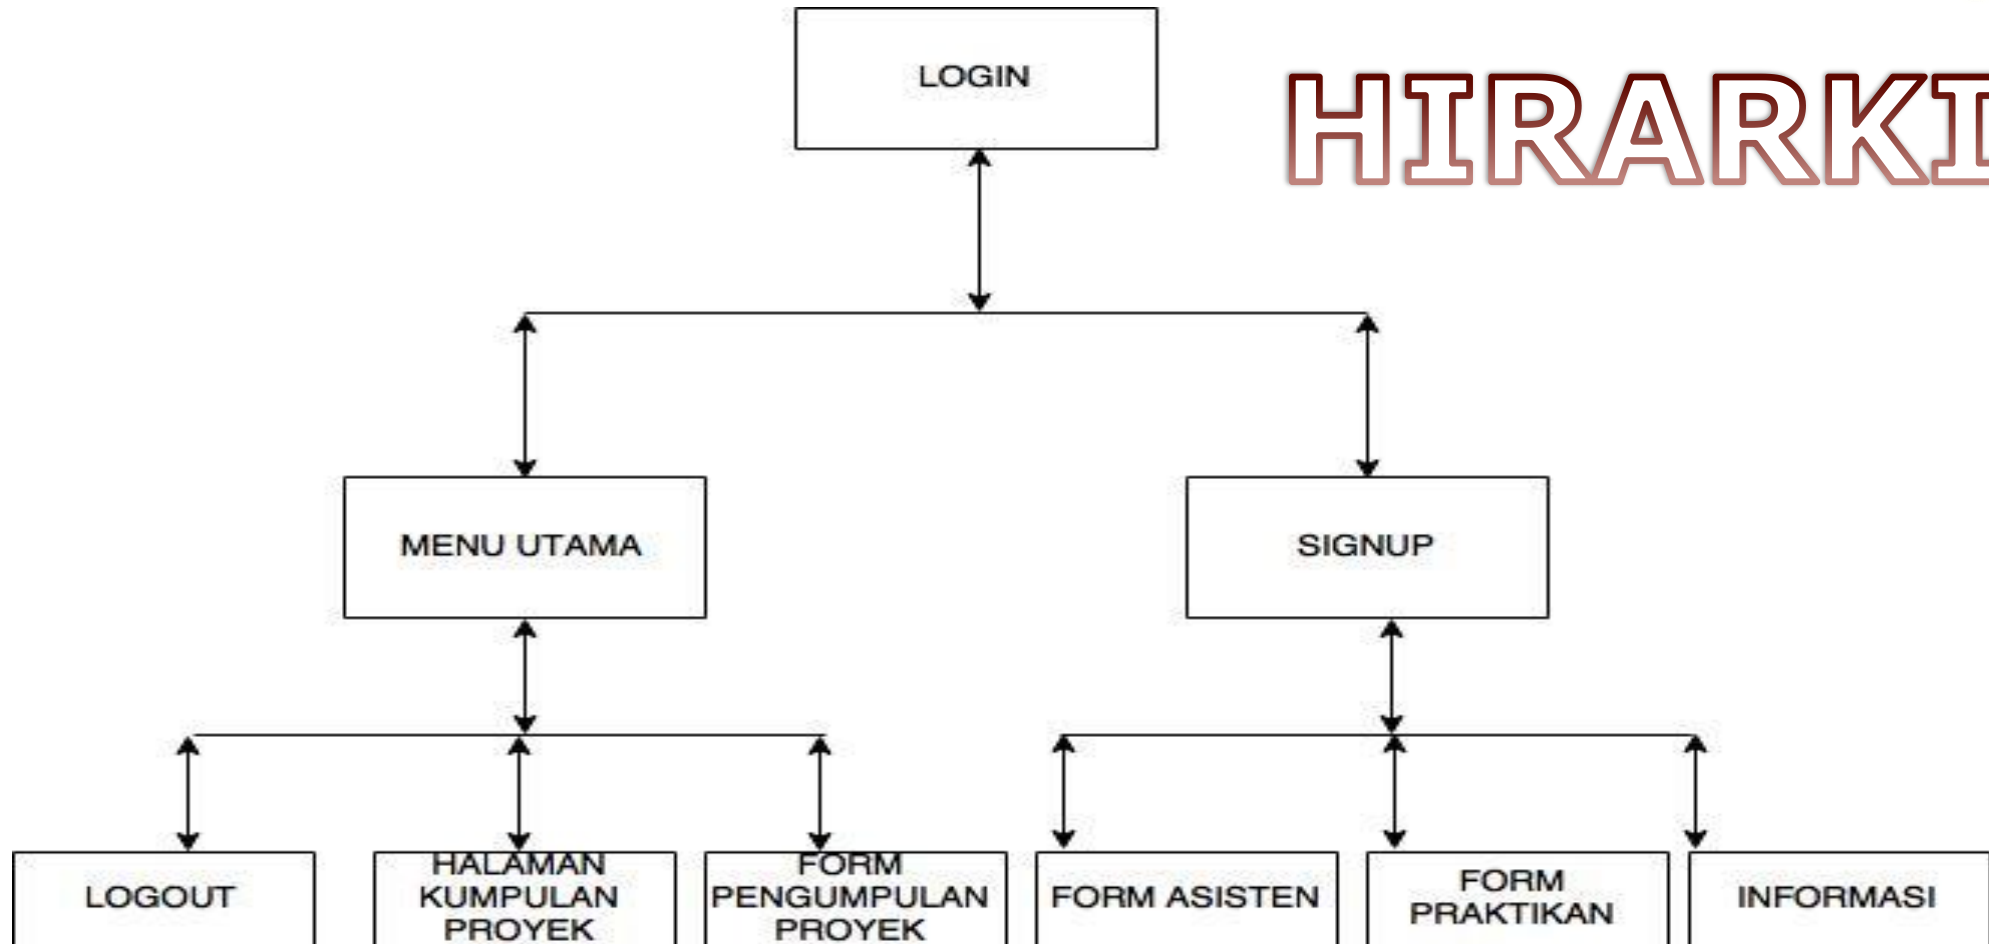 LOGIN
HIRARKI
MENU UTAMA
SIGNUP
LOGOUT
HALAMAN
KUMPULAN
PROYEK
FORM
PENGUMPULAN
PROYEK
FORM ASISTEN
FORM
PRAKTIKAN
INFORMASI